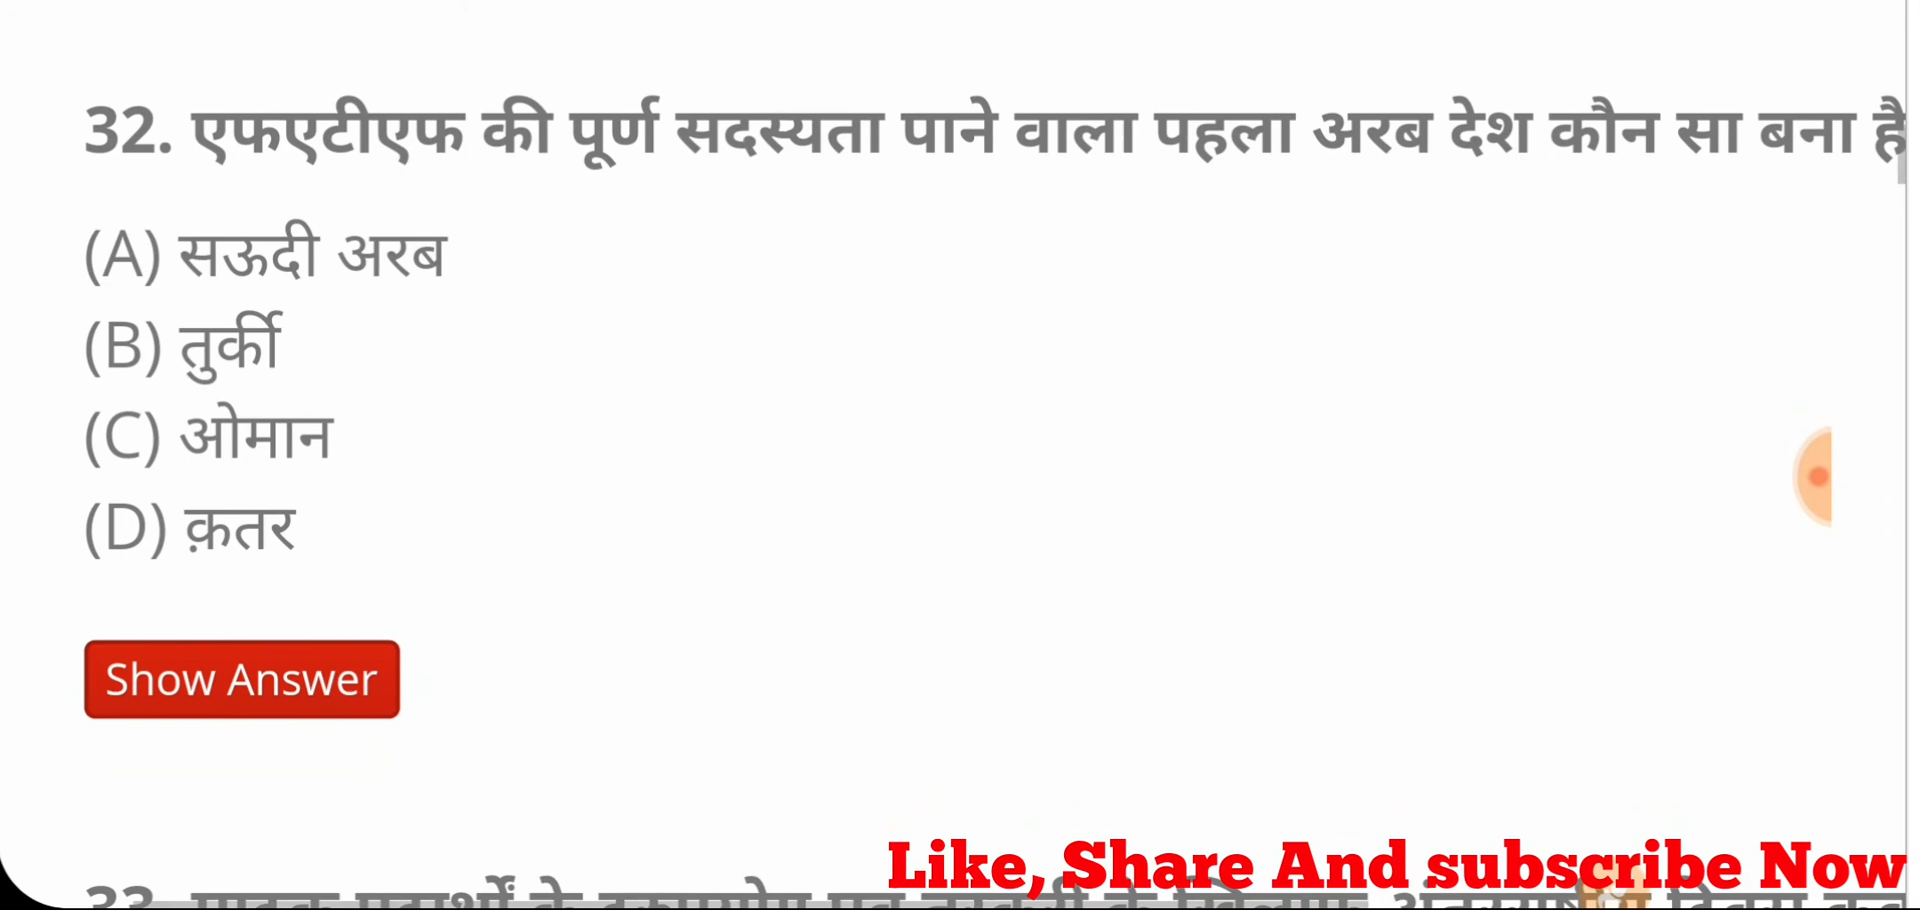 32. एफएटीएफ की पूर्ण सदस्यता पाने वाला पहला अरब देश कौन सा बना है
(A) सऊदी अरब
(B) तुर्की
(C) ओमान
(D) क़तर
Show Answer
Like, Share And subscribe Now
33.